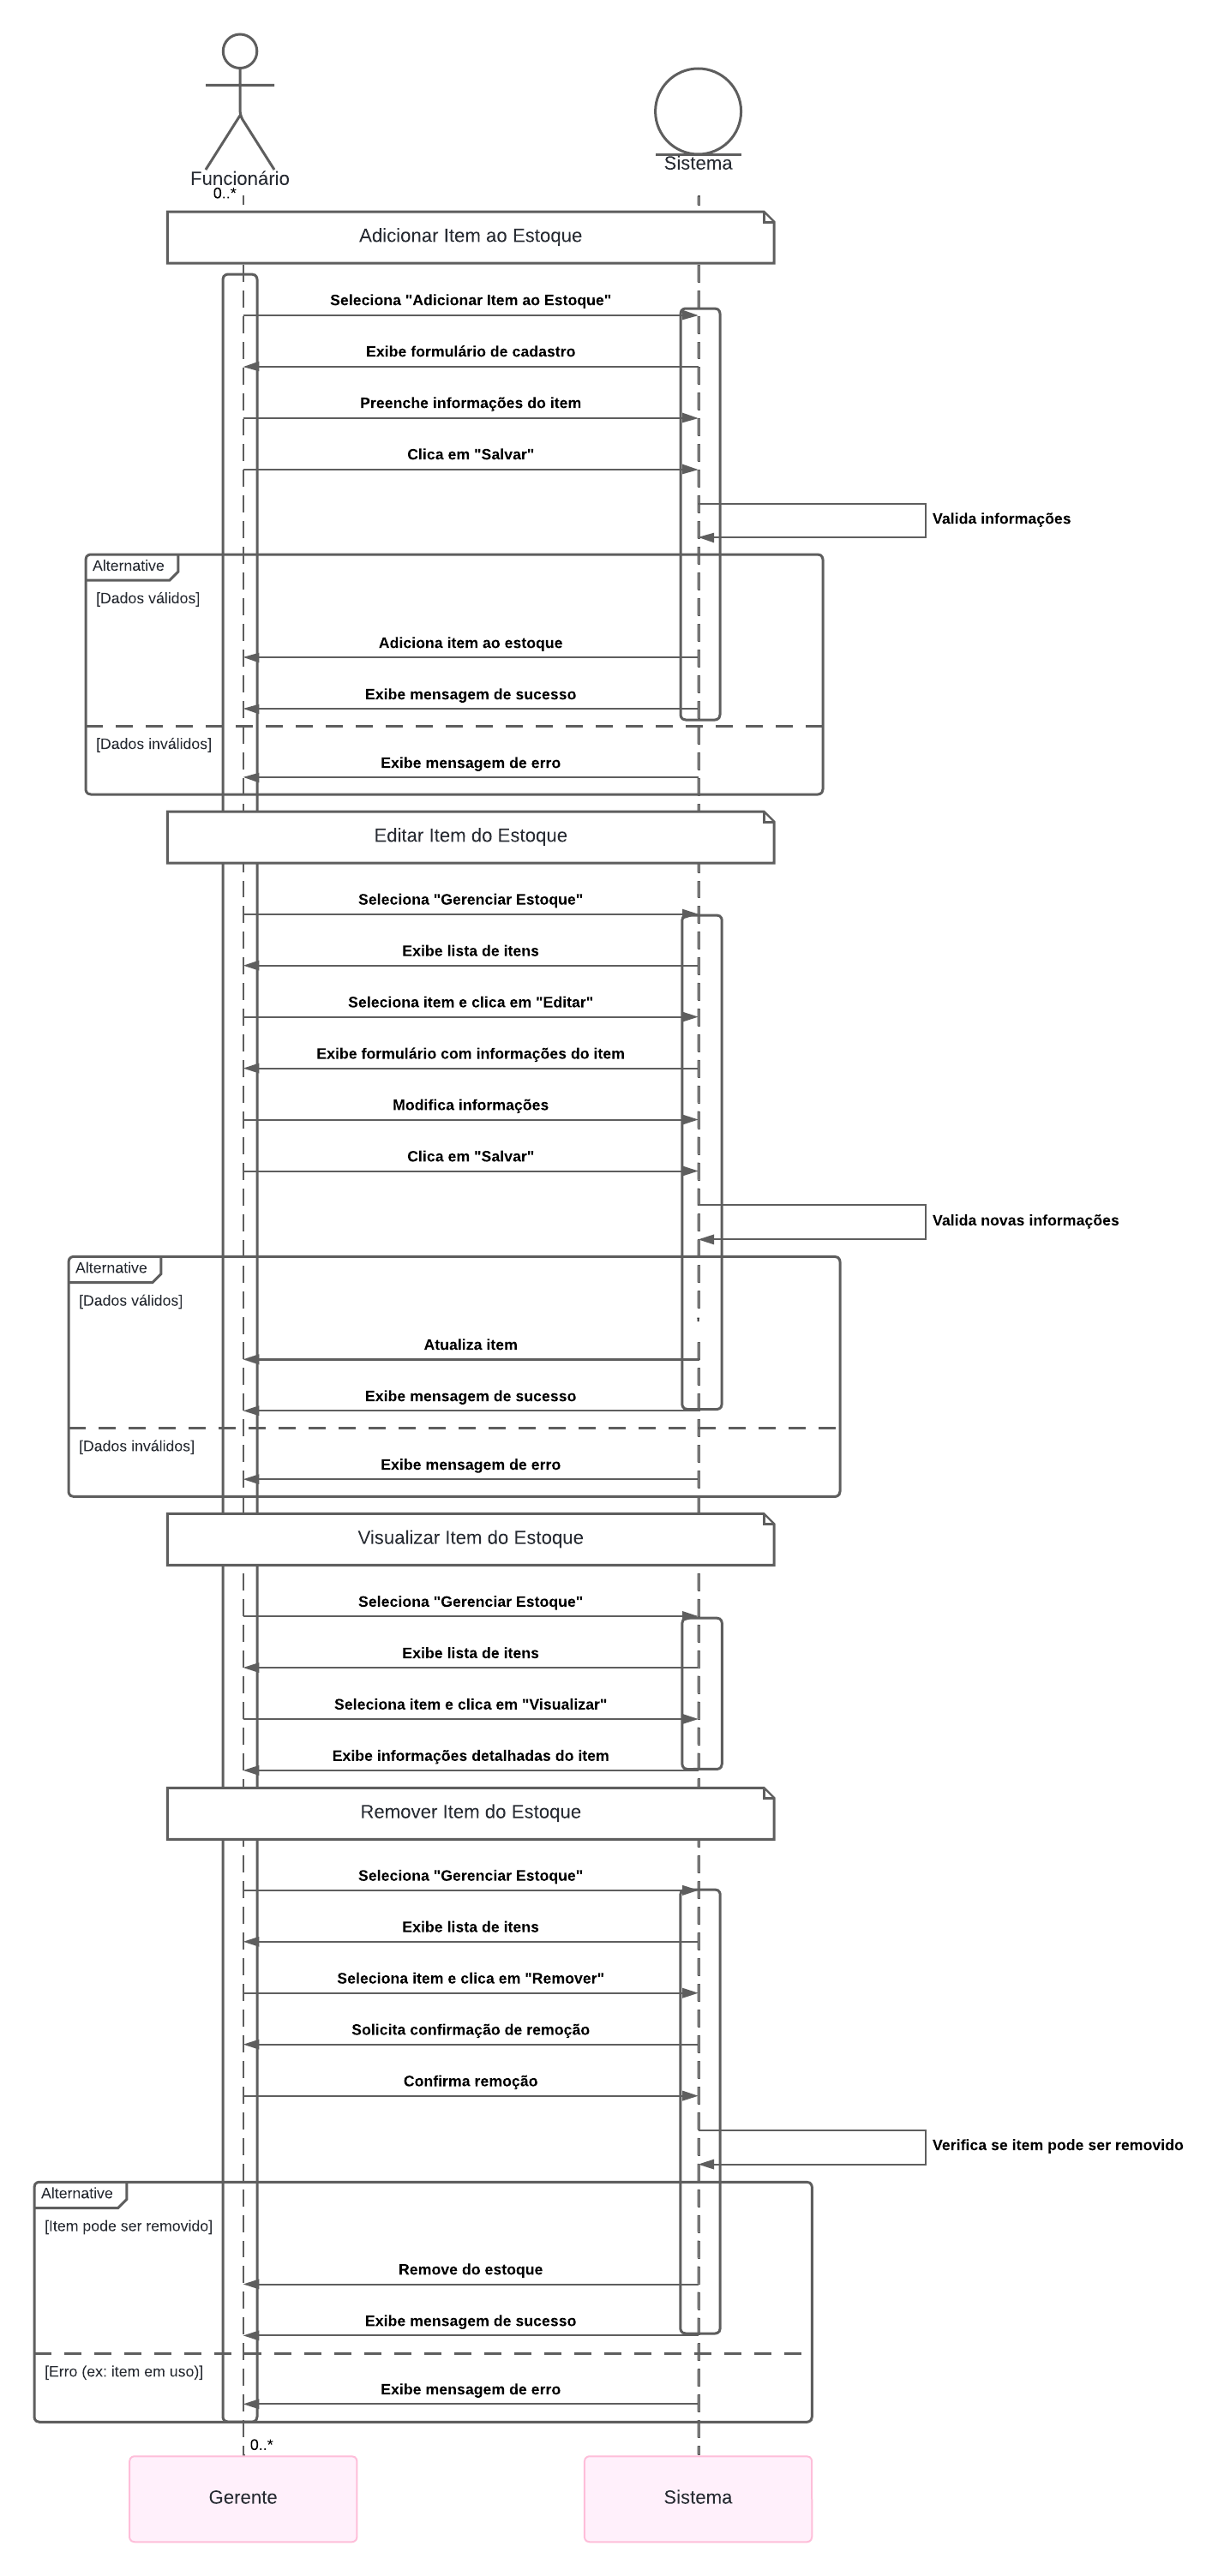 Funcionário
0..*
Sistema
Adicionar Item ao Estoque
Seleciona "Adicionar Item ao Estoque"
Exibe formulário de cadastro
Preenche informações do item
Clica em "Salvar"
Valida informações
Alternative
[Dados válidos]
Adiciona item ao estoque
Exibe mensagem de sucesso
[Dados inválidos]
Exibe mensagem de erro
Editar Item do Estoque
Seleciona "Gerenciar Estoque"
Exibe lista de itens
Seleciona item e clica em "Editar"
Exibe formulário com informações do item
Modifica informações
Clica em "Salvar"
Valida novas informações
Alternative
[Dados válidos]
Atualiza item
Exibe mensagem de sucesso
[Dados inválidos]
Exibe mensagem de erro
Visualizar Item do Estoque
Seleciona "Gerenciar Estoque"
Exibe lista de itens
Seleciona item e clica em "Visualizar"
Exibe informações detalhadas do item
Remover Item do Estoque
Seleciona "Gerenciar Estoque"
Exibe lista de itens
Seleciona item e clica em "Remover"
Solicita confirmação de remoção
Confirma remoção
Verifica se item pode ser removido
Alternative
[Item pode ser removido]
Remove do estoque
Exibe mensagem de sucesso
[Erro (ex: item em uso)]
Exibe mensagem de erro
0..*
Gerente
Sistema